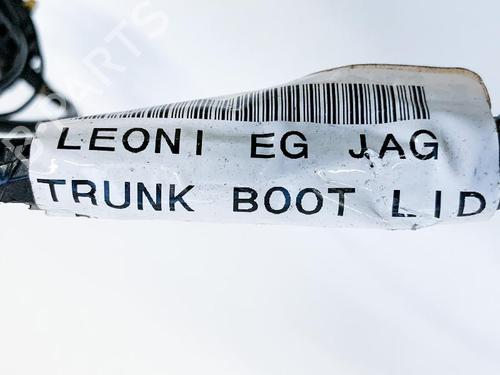 LEONI EG JAG
TRUNK BOOT LID